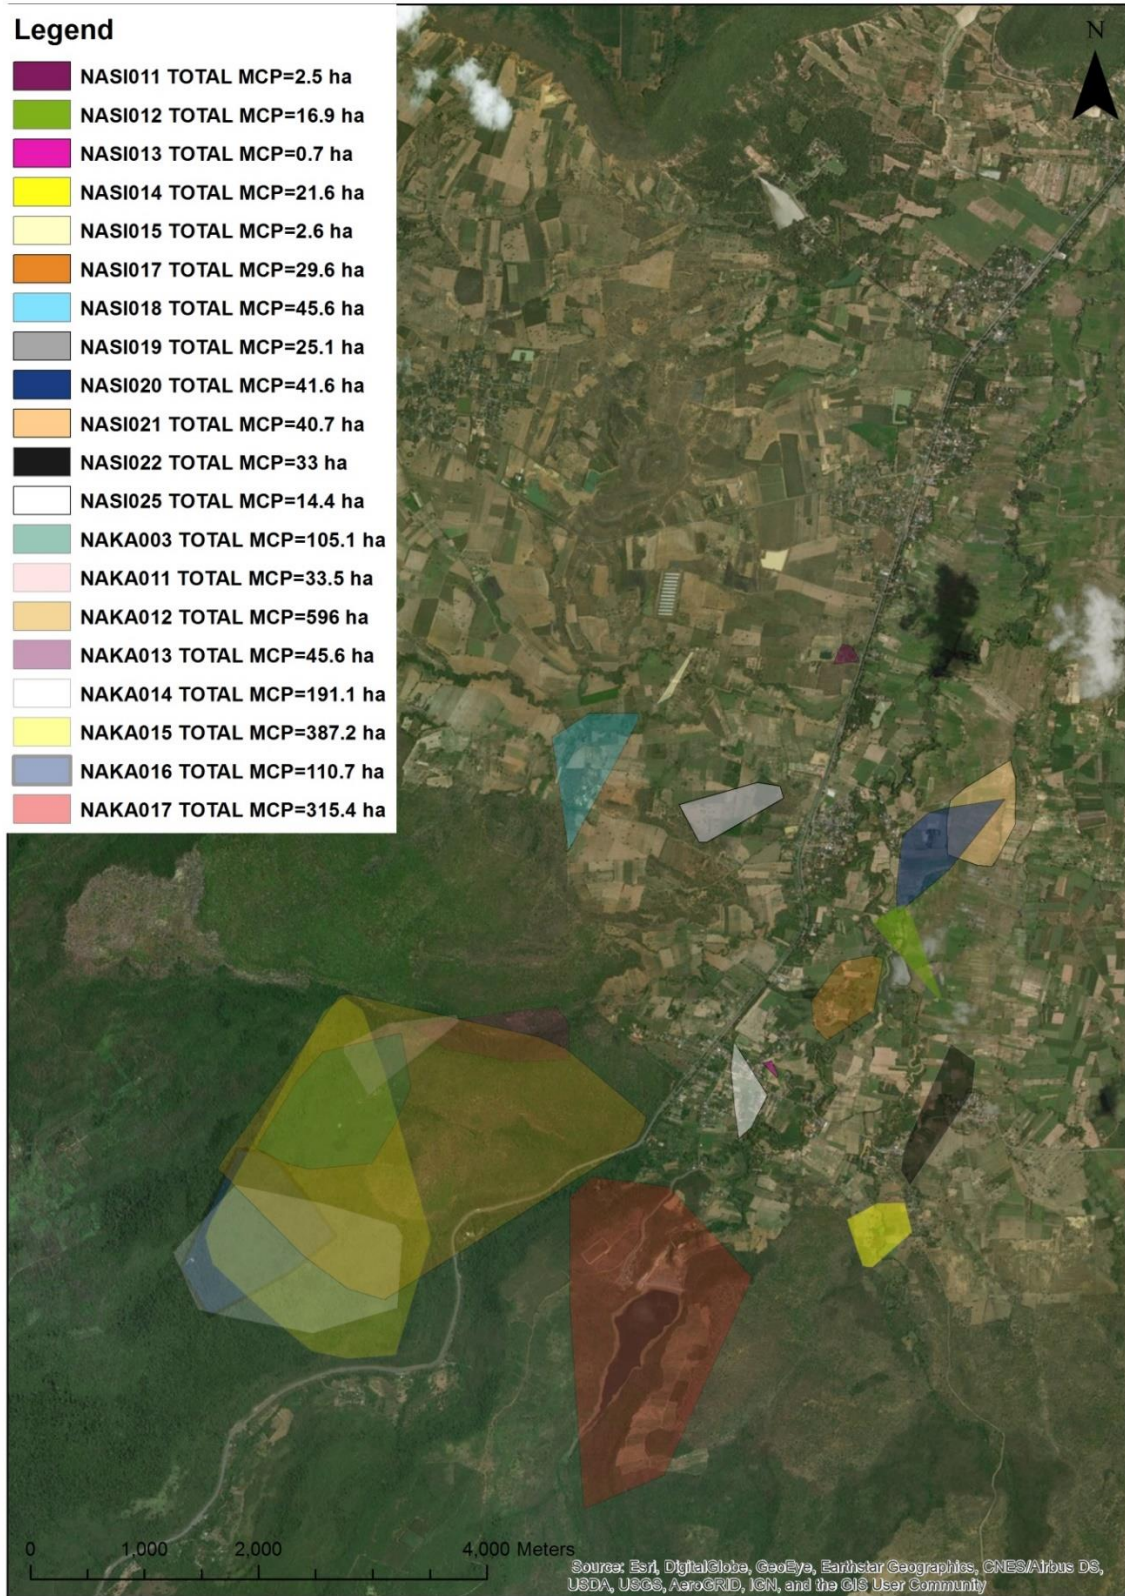 Legend
NASI011 TOTAL MCP=2.5 ha
NASI012 TOTAL MCP=16.9 ha
NASI013 TOTAL MCP=0.7 ha
NASI014 TOTAL MCP=21.6 ha
NASI015 TOTAL MCP=2.6 ha
NASI017 TOTAL MCP=29.6 ha
NASI018 TOTAL MCP=45.6 ha
NASI019 TOTAL MCP=25.1 ha
NASI020 TOTAL MCP=41.6 ha
NASI021 TOTAL MCP=40.7 ha
NASI022 TOTAL MCP=33 ha
NASI025 TOTAL MCP=14.4 ha
NAKA003 TOTAL MCP=105.1 ha
NAKA011 TOTAL MCP=33.5 ha
NAKA012 TOTAL MCP=596 ha
NAKA013 TOTAL MCP=45.6 ha
NAKA014 TOTAL MCP=191.1 ha
NAKA015 TOTAL MCP=387.2 ha
NAKA016 TOTAL MCP=110.7 ha
NAKA017 TOTAL MCP=315.4 ha
N
0 1,000 2,000 4,000 Meters
Source: Esri, DigitalGlobe, GeoEye, Earthstar Geographics, CNES/Airbus DS,
USDA, USGS, AeroGRID, IGN, and the GIS User Community